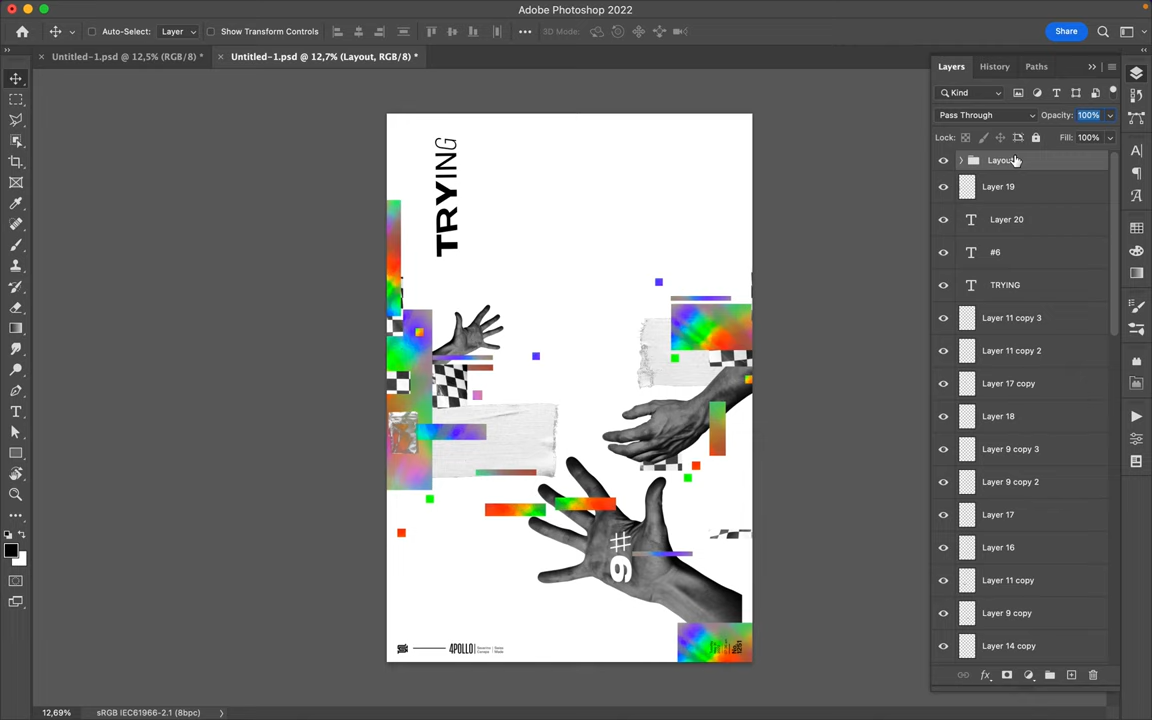 Adobe Photoshop 2022
Auto-Select: Layer Show Transform Controls 3D Mode: Share
Untitled-1.psd @ 12,5% (RGB/8) * Untitled-1.psd @ 12,7% (Layout, RGB/8) *
Layers History Paths
Kind
Pass Through Opacity: 100%
Lock: Fill: 100%
Layout
Layer 19
Layer 20
#6
TRYING
Layer 11 copy 3
Layer 11 copy 2
Layer 17 copy
Layer 18
Layer 9 copy 3
Layer 9 copy 2
Layer 17
Layer 16
Layer 11 copy
Layer 9 copy
Layer 14 copy
TRYING
#6
4POLLO
12,69% sRGB IEC61966-2.1 (8bpc)